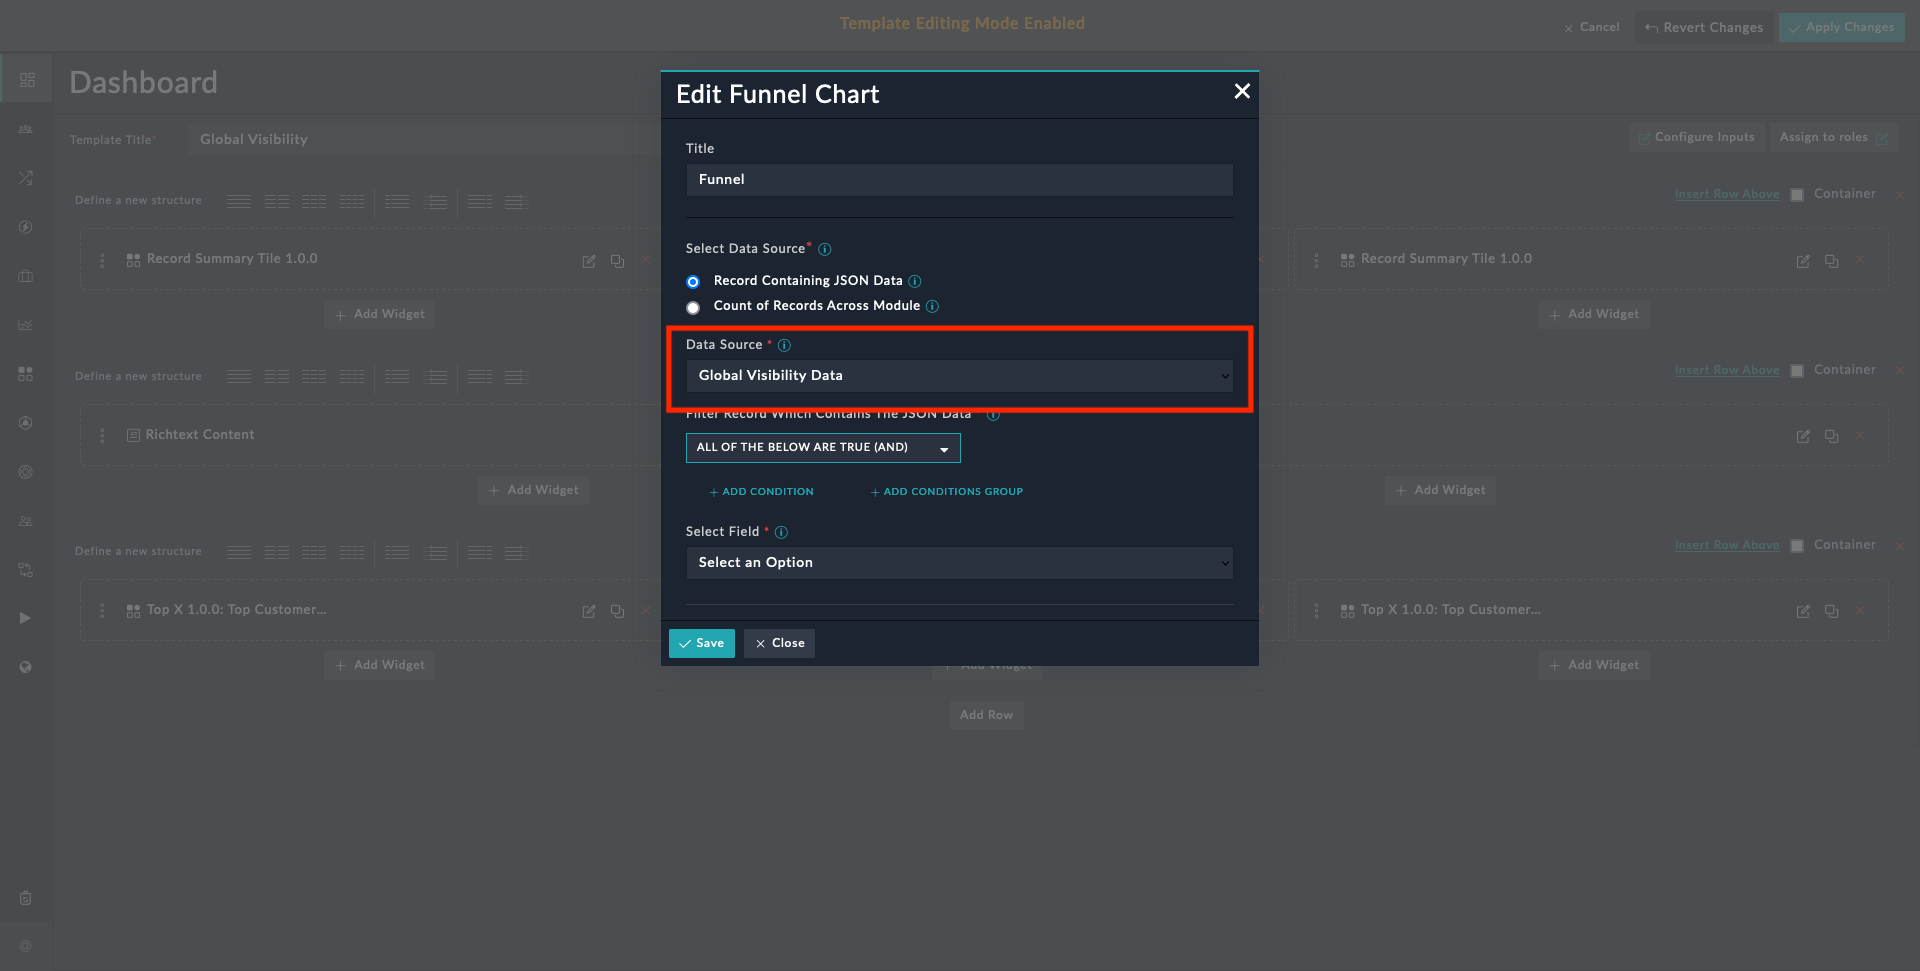 Template Editing Mode Enabled
Cancel
Revert Changes
Apply Changes
Dashboard
Template Title*
Global Visibility
Configure Inputs
Assign to roles
Define a new structure
Insert Row Above
Container
Record Summary Tile 1.0.0
Record Summary Tile 1.0.0
Add Widget
Add Widget
Define a new structure
Insert Row Above
Container
Richtext Content
Add Widget
Add Widget
Define a new structure
Insert Row Above
Container
Top X 1.0.0: Top Customer...
Top X 1.0.0: Top Customer...
Add Widget
Add Widget
Add Widget
Add Row
Edit Funnel Chart
Title
Funnel
Select Data Source*
Record Containing JSON Data
Count of Records Across Module
Data Source *
Global Visibility Data
Filter Record Which Contains The JSON Data
ALL OF THE BELOW ARE TRUE (AND)
+ ADD CONDITION
+ ADD CONDITIONS GROUP
Select Field *
Select an Option
Save
Close